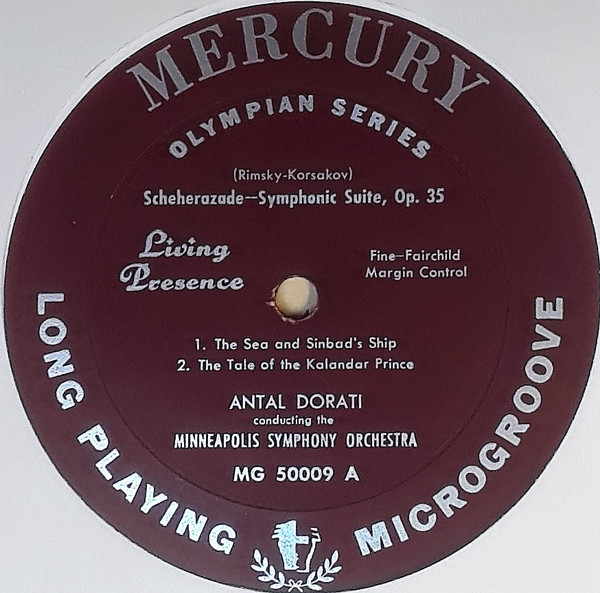 MERCURY
OLYMPIAN SERIES
(Rimsky-Korsakov)
Scheherazade—Symphonic Suite, Op. 35
Living
Presence
Fine—Fairchild
Margin Control
1. The Sea and Sinbad's Ship
2. The Tale of the Kalandar Prince
ANTAL DORATI
conducting the
MINNEAPOLIS SYMPHONY ORCHESTRA
MG 50009 A
LONG PLAYING MICROGROOVE